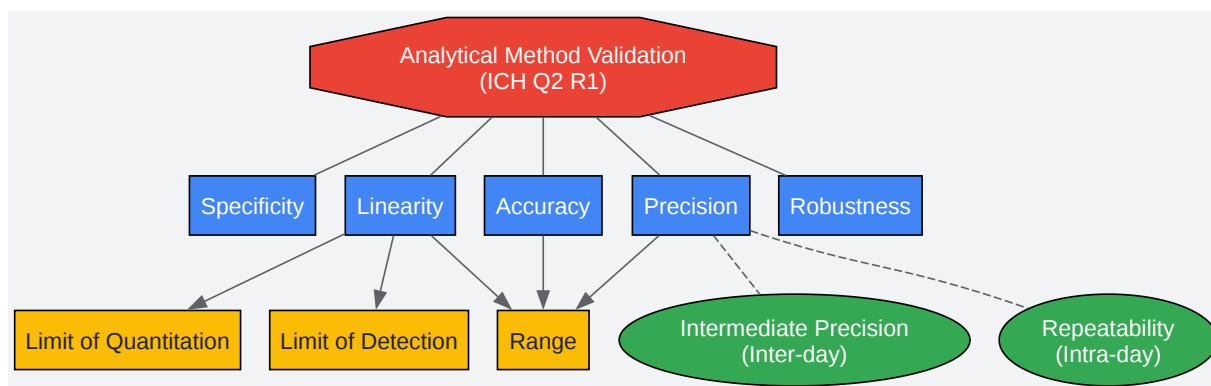 Analytical Method Validation
(ICH Q2 R1)
Specificity
Linearity
Accuracy
Precision
Robustness
Limit of Quantitation
Limit of Detection
Range
Intermediate Precision
(Inter-day)
Repeatability
(Intra-day)